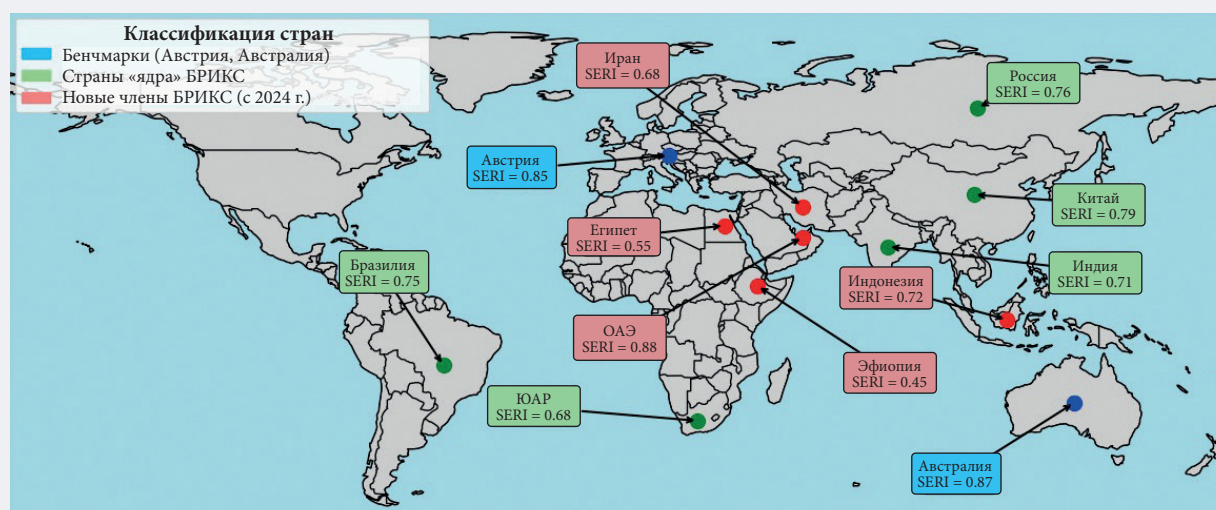 Классификация стран
Бенчмарки (Австрия, Австралия)
Страны «ядра» БРИКС
Новые члены БРИКС (с 2024 г.)
Иран
SERI = 0.68
Россия
SERI = 0.76
Австрия
SERI = 0.85
Китай
SERI = 0.79
Египет
SERI = 0.55
Бразилия
SERI = 0.75
Индия
SERI = 0.71
Индонезия
SERI = 0.72
ОАЭ
SERI = 0.88
Эфиопия
SERI = 0.45
ЮАР
SERI = 0.68
Австралия
SERI = 0.87